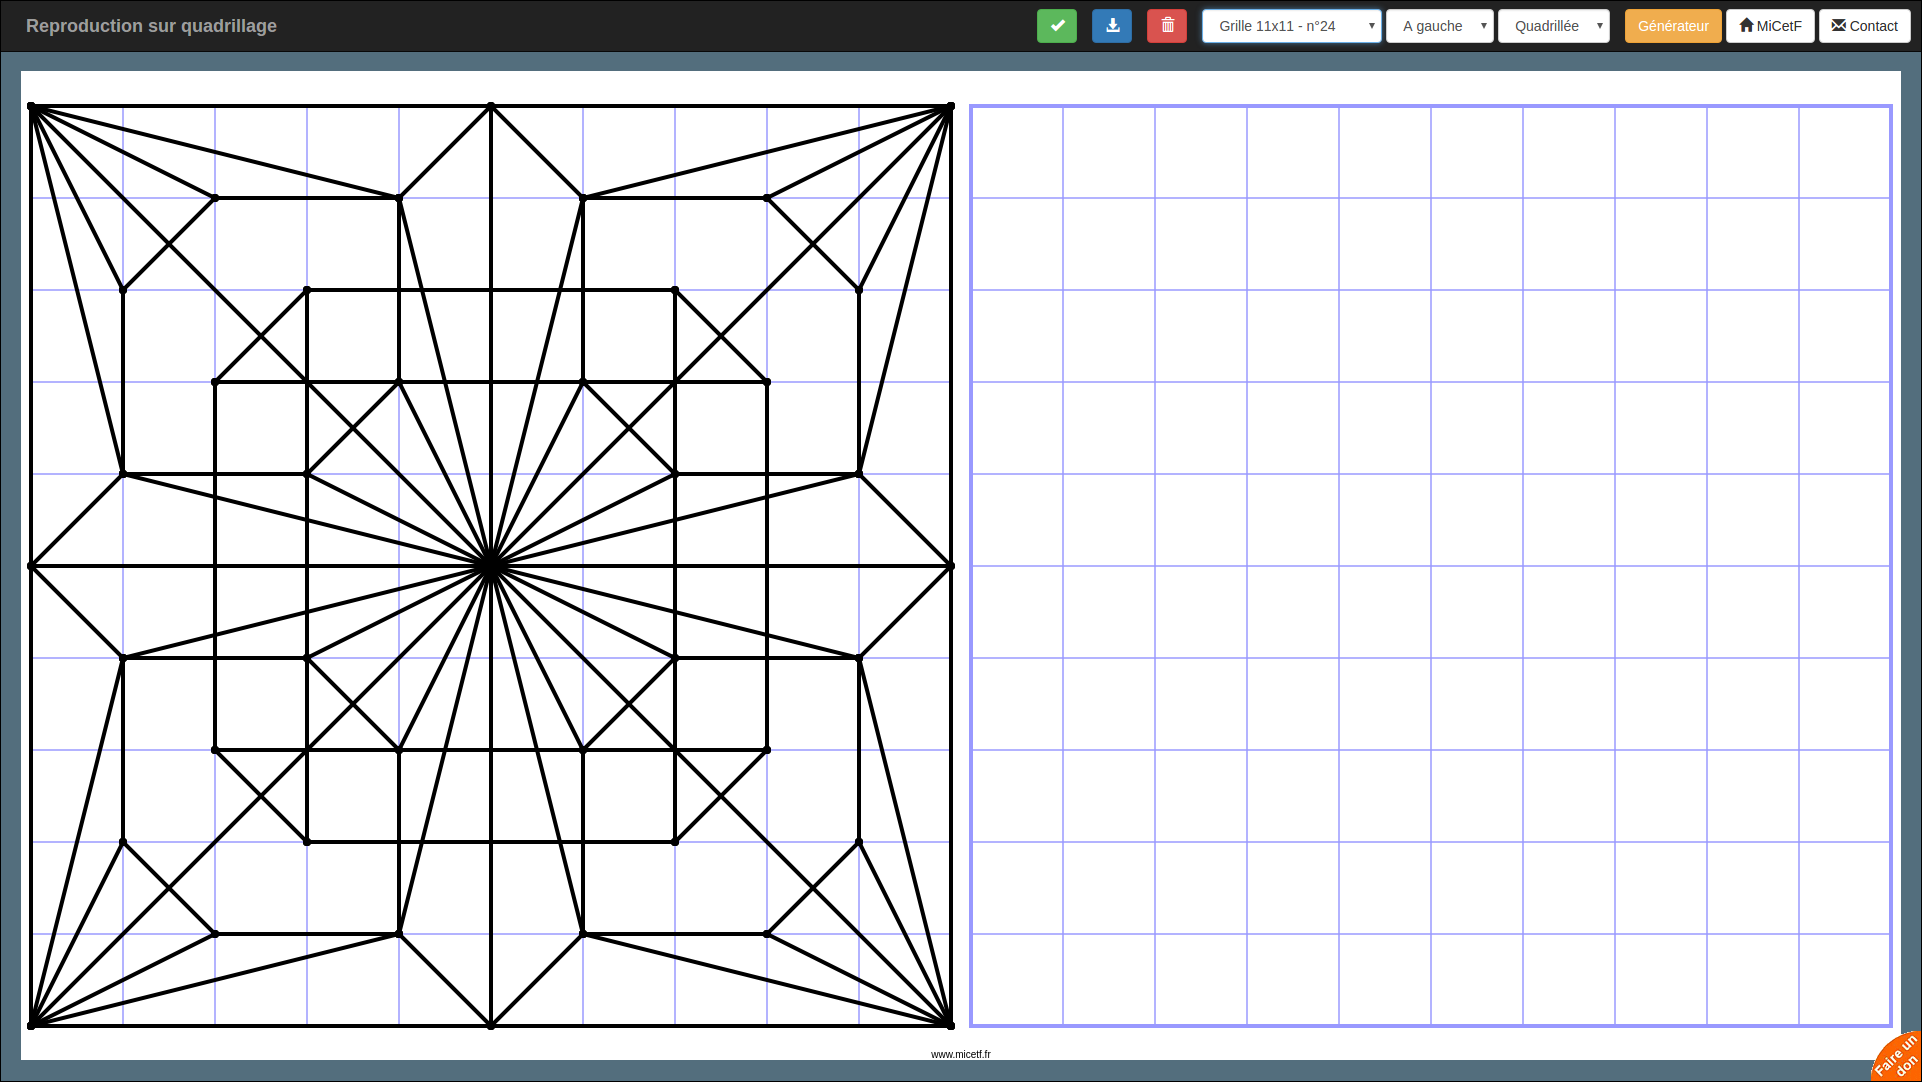 Reproduction sur quadrillage
Grille 11x11 - n°24
A gauche
Quadrillée
Générateur
MiCetF
Contact
www.micetf.fr
Faire un
don